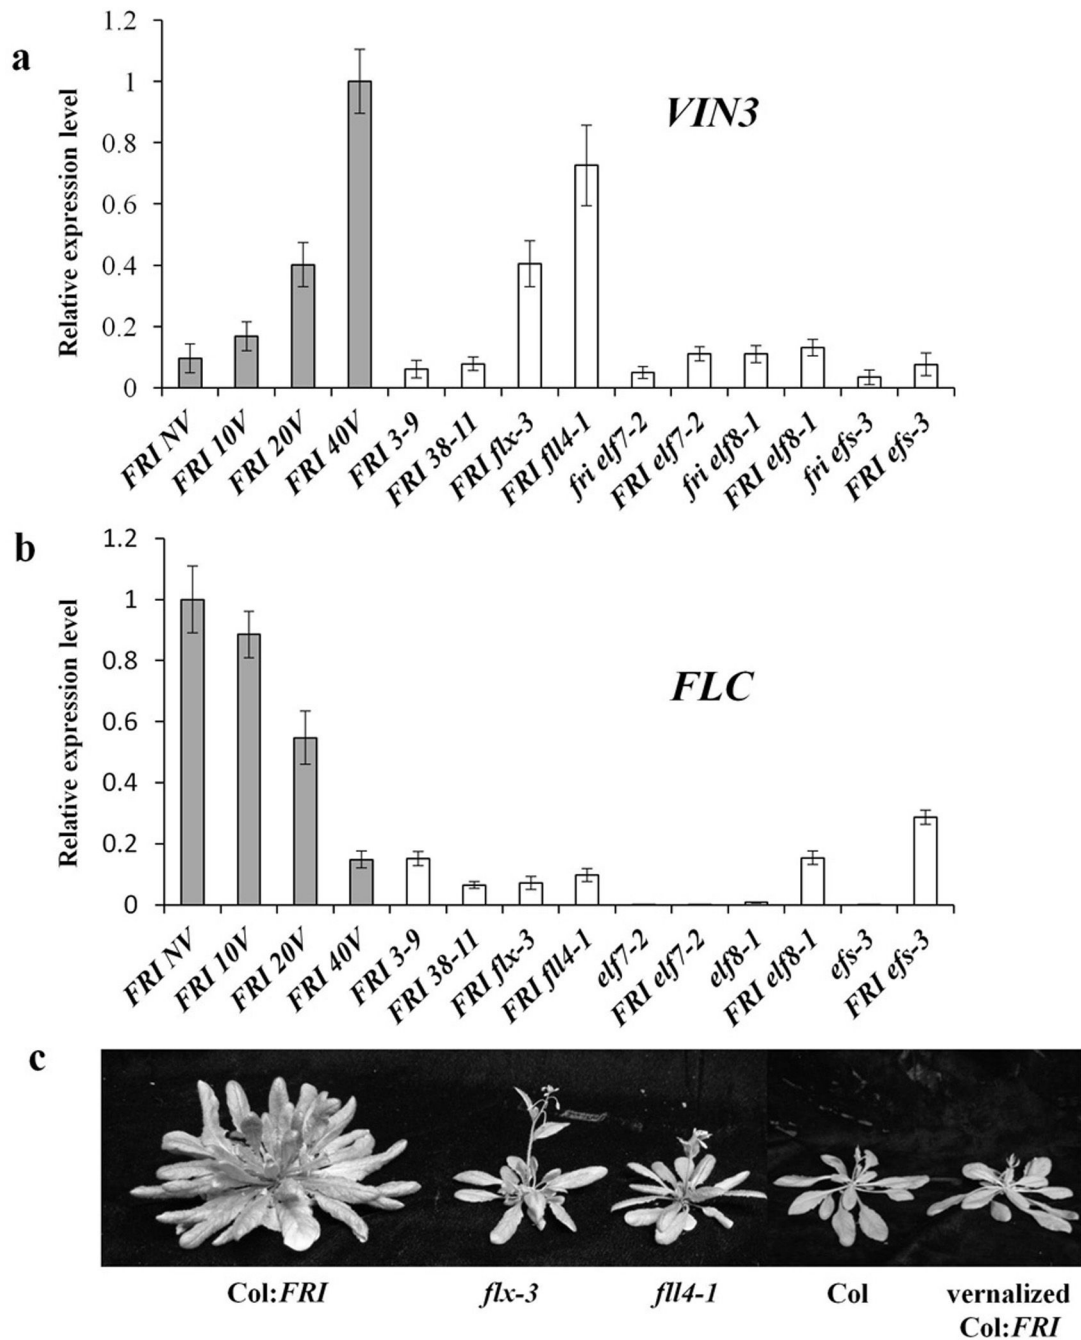 a
Relative expression level
1.2
1
0.8
0.6
0.4
0.2
0
VIN3
FRI NV
FRI 10V
FRI 20V
FRI 40V
FRI 3-9
FRI 38-11
FRI flx-3
FRI fll4-1
fri elf7-2
FRI elf7-2
fri elf8-1
FRI elf8-1
fri efs-3
FRI efs-3
b
Relative expression level
1.2
1
0.8
0.6
0.4
0.2
0
FLC
FRI NV
FRI 10V
FRI 20V
FRI 40V
FRI 3-9
FRI 38-11
FRI flx-3
FRI fll4-1
elf7-2
FRI elf7-2
elf8-1
FRI elf8-1
efs-3
FRI efs-3
c
Col:FRI
flx-3
fll4-1
Col
vernalized
Col:FRI